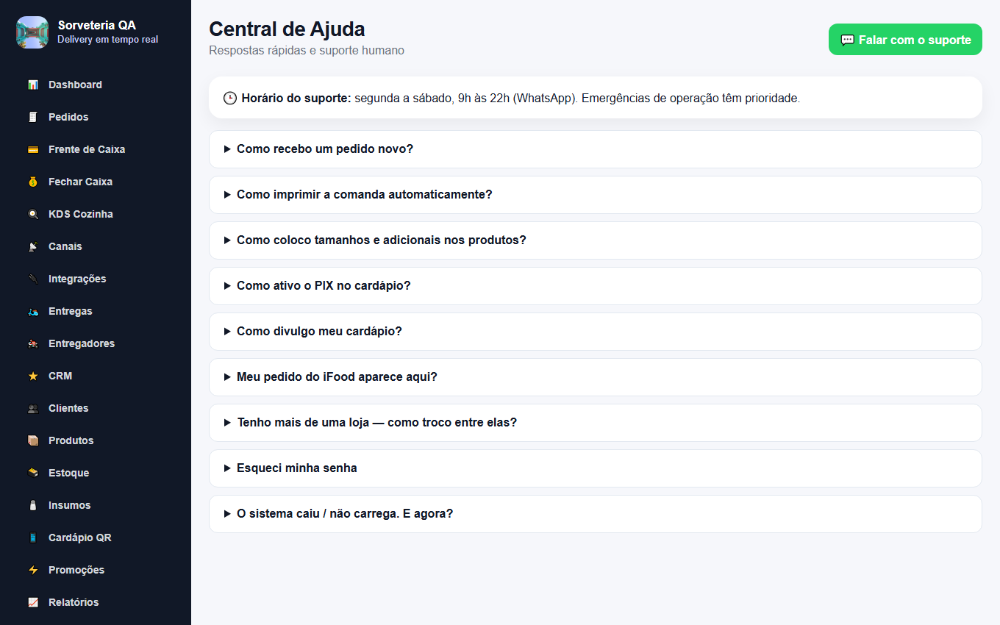 Sorveteria QA
Delivery em tempo real
Dashboard
Pedidos
Frente de Caixa
Fechar Caixa
KDS Cozinha
Canais
Integrações
Entregas
Entregadores
CRM
Clientes
Produtos
Estoque
Insumos
Cardápio QR
Promoções
Relatórios
Central de Ajuda
Respostas rápidas e suporte humano
Falar com o suporte
Horário do suporte: segunda a sábado, 9h às 22h (WhatsApp). Emergências de operação têm prioridade.
Como recebo um pedido novo?
Como imprimir a comanda automaticamente?
Como coloco tamanhos e adicionais nos produtos?
Como ativo o PIX no cardápio?
Como divulgo meu cardápio?
Meu pedido do iFood aparece aqui?
Tenho mais de uma loja — como troco entre elas?
Esqueci minha senha
O sistema caiu / não carrega. E agora?